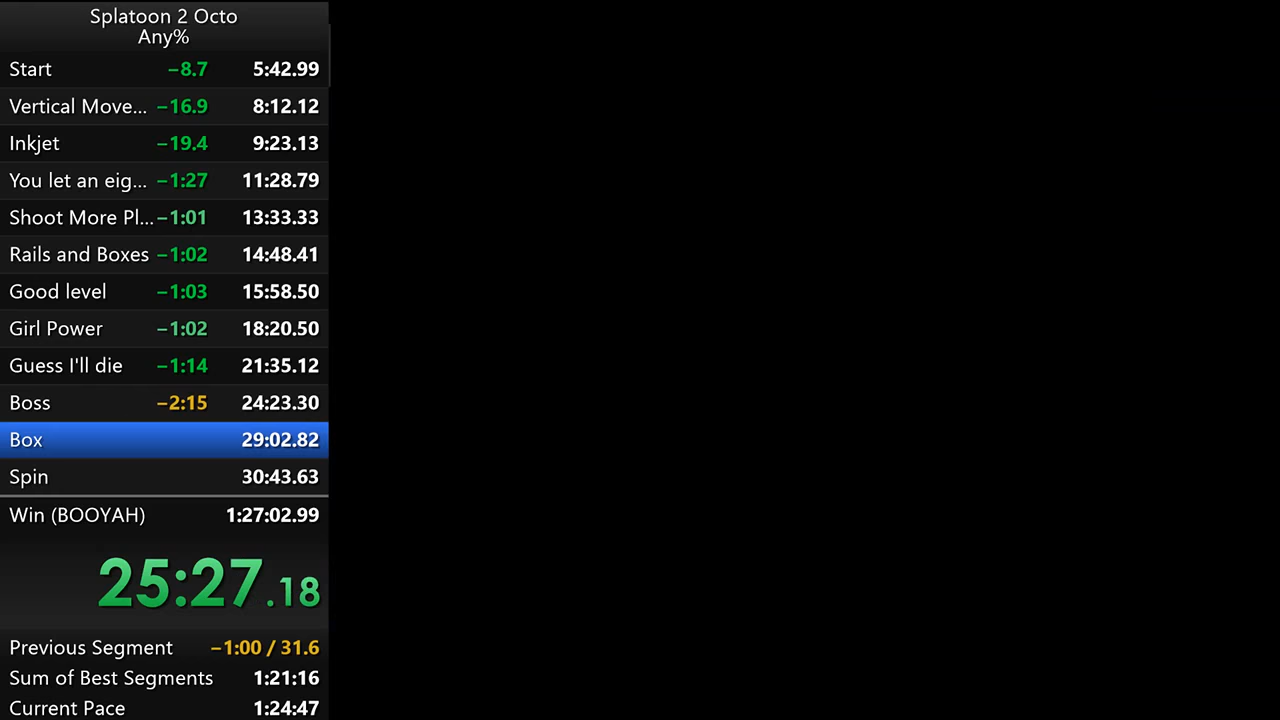 Splatoon 2 Octo
Any%
Start −8.7 5:42.99
Vertical Move... −16.9 8:12.12
Inkjet −19.4 9:23.13
You let an eig... −1:27 11:28.79
Shoot More Pl... −1:01 13:33.33
Rails and Boxes −1:02 14:48.41
Good level −1:03 15:58.50
Girl Power −1:02 18:20.50
Guess I'll die −1:14 21:35.12
Boss −2:15 24:23.30
Box 29:02.82
Spin 30:43.63
Win (BOOYAH) 1:27:02.99
25:27.18
Previous Segment −1:00 / 31.6
Sum of Best Segments 1:21:16
Current Pace 1:24:47